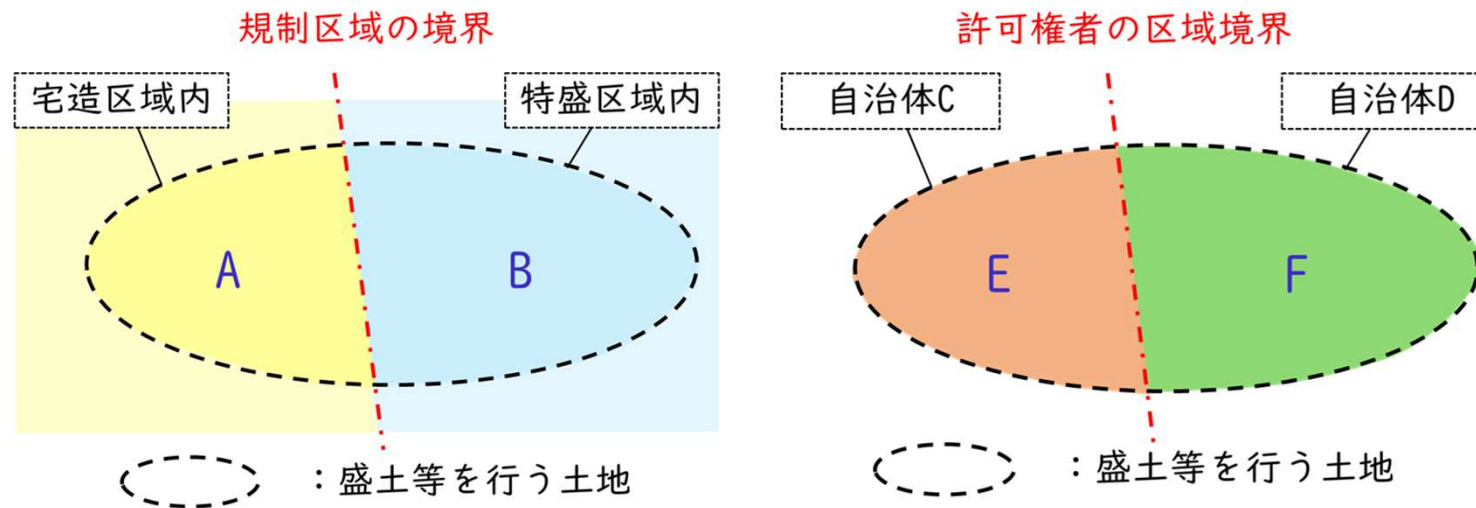 規制区域の境界
宅造区域内
特盛区域内
A
B
：盛土等を行う土地
許可権者の区域境界
自治体C
自治体D
E
F
：盛土等を行う土地